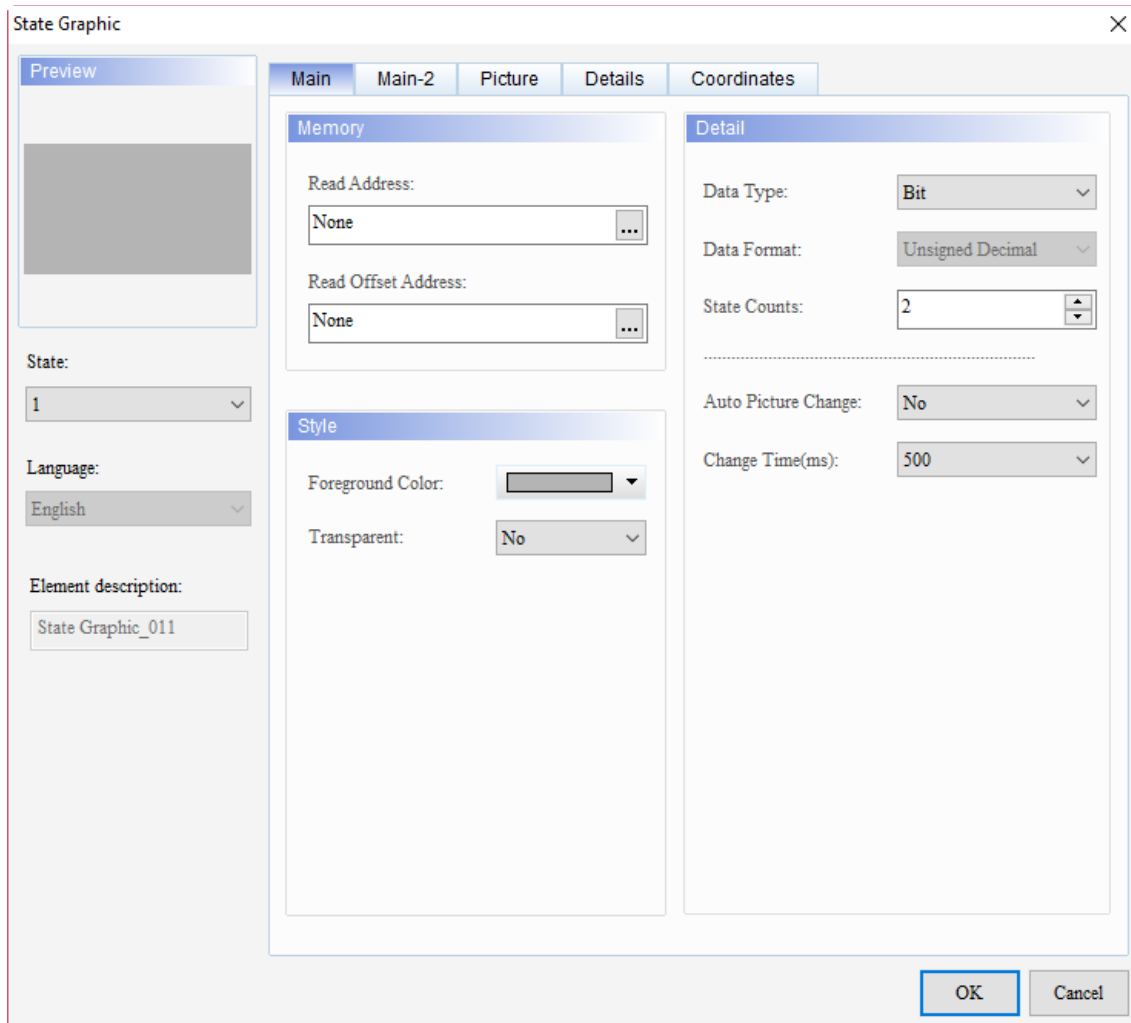 State Graphic
Preview
Main Main-2 Picture Details Coordinates
Memory
Read Address:
None
...
Read Offset Address:
None
...
Detail
Data Type: Bit
Data Format: Unsigned Decimal
State Counts: 2
Auto Picture Change: No
Change Time(ms): 500
State:
1
Language:
English
Element description:
State Graphic_011
Style
Foreground Color:
Transparent: No
OK Cancel